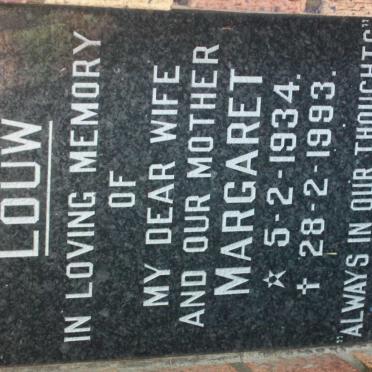 LOUW
IN LOVING MEMORY
OF
MY DEAR WIFE
AND OUR MOTHER
MARGARET
☆ 5-2-1934.
† 28-2-1993.
"ALWAYS IN OUR THOUGHTS"